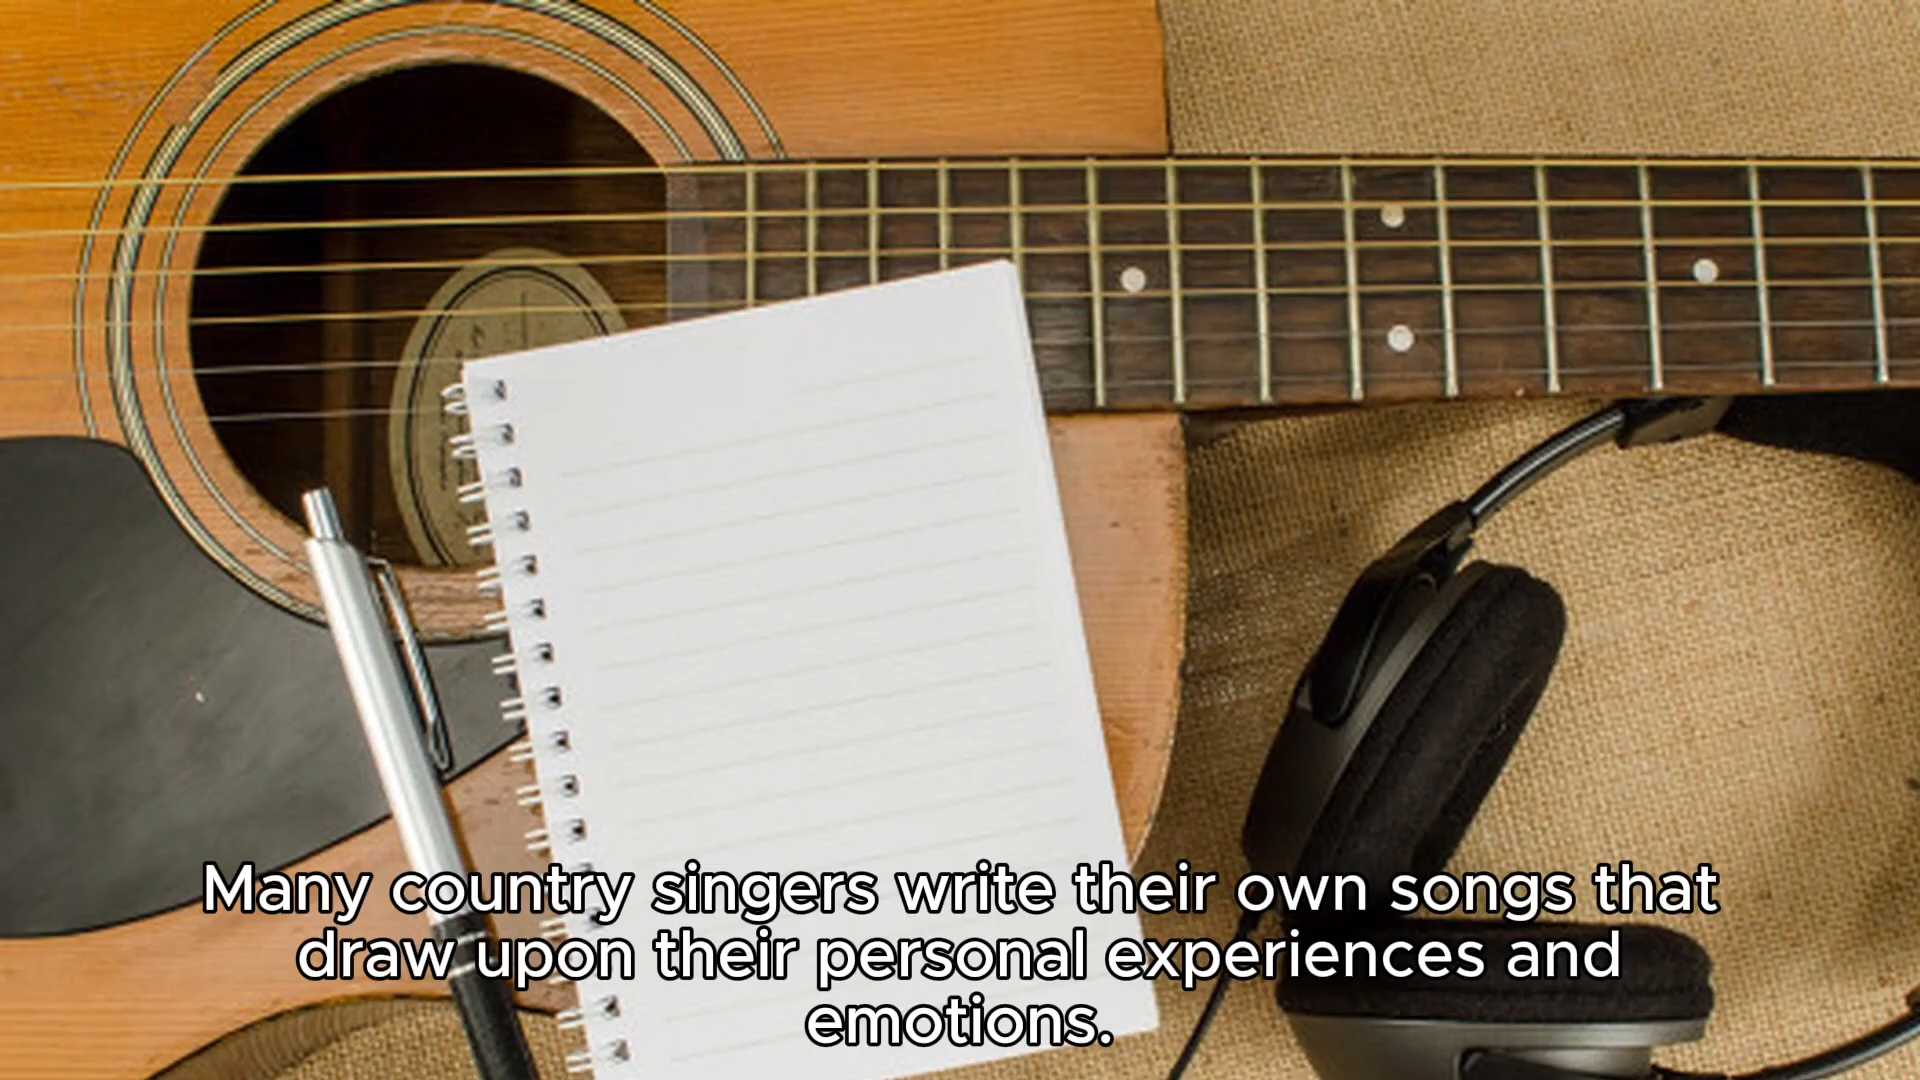 Many country singers write their own songs that
draw upon their personal experiences and
emotions.